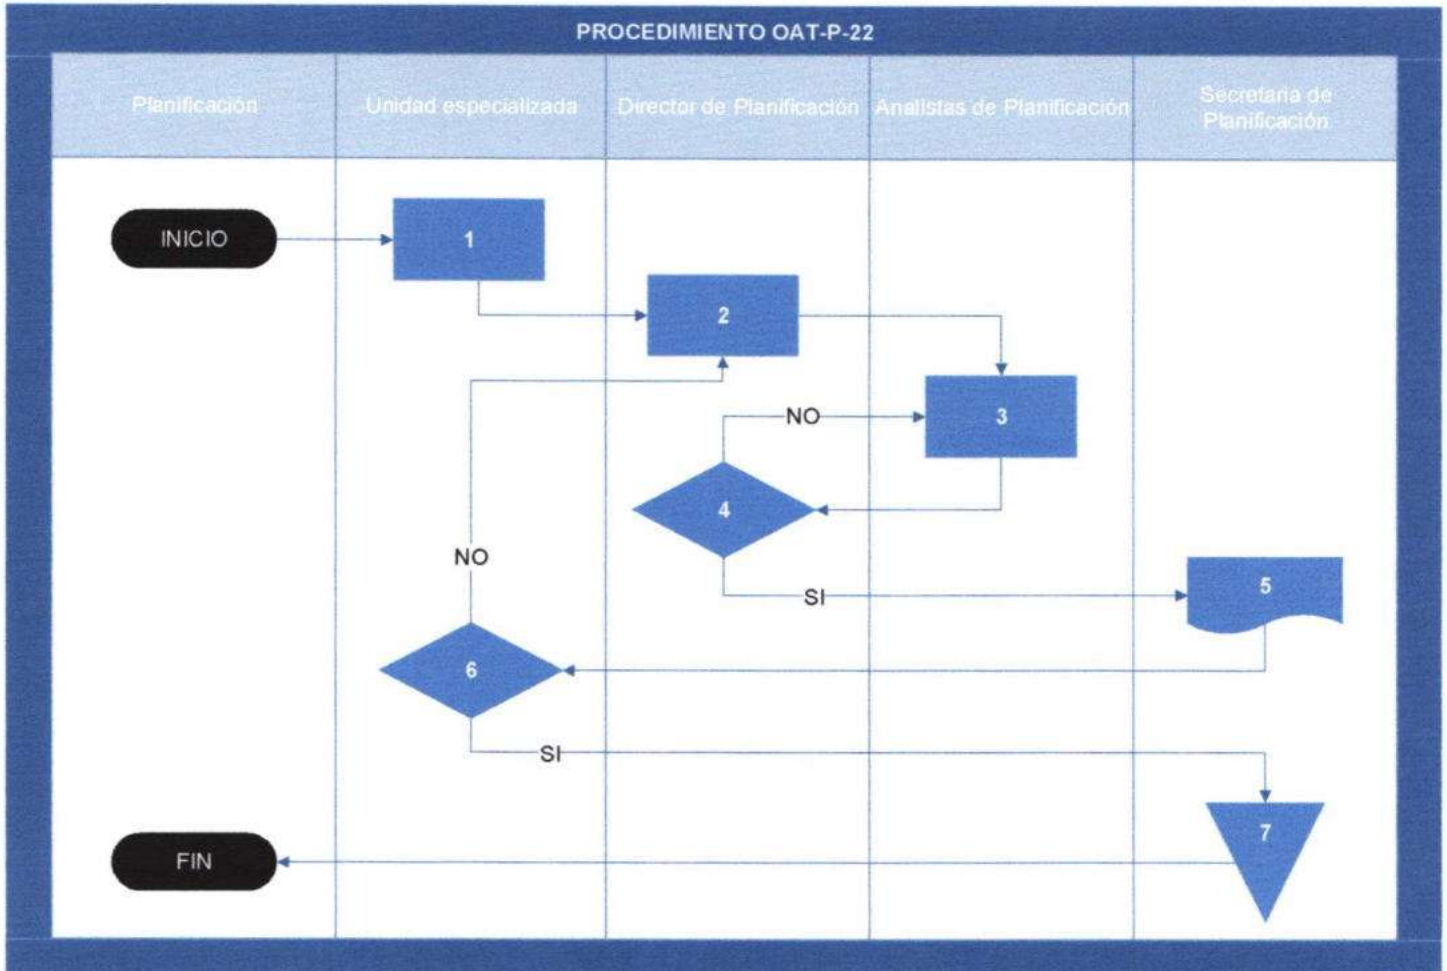 PROCEDIMIENTO OAT-P-22
Planificación
Unidad especializada
Director de Planificación
Analistas de Planificación
Secretaria de
Planificación
INICIO
1
2
3
NO
4
NO
5
SI
6
SI
7
FIN